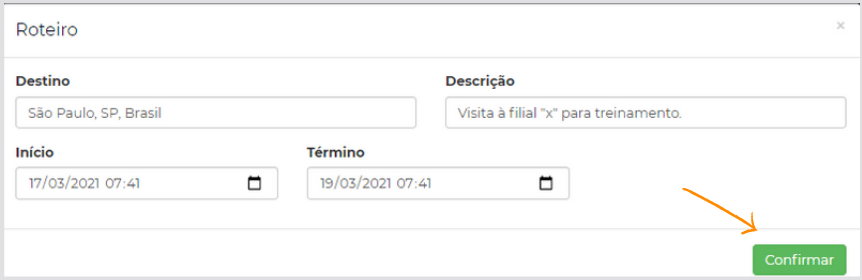 Roteiro
×
Destino
Descrição
São Paulo, SP, Brasil
Visita à filial "x" para treinamento.
Início
Término
17/03/2021 07:41
19/03/2021 07:41
Confirmar